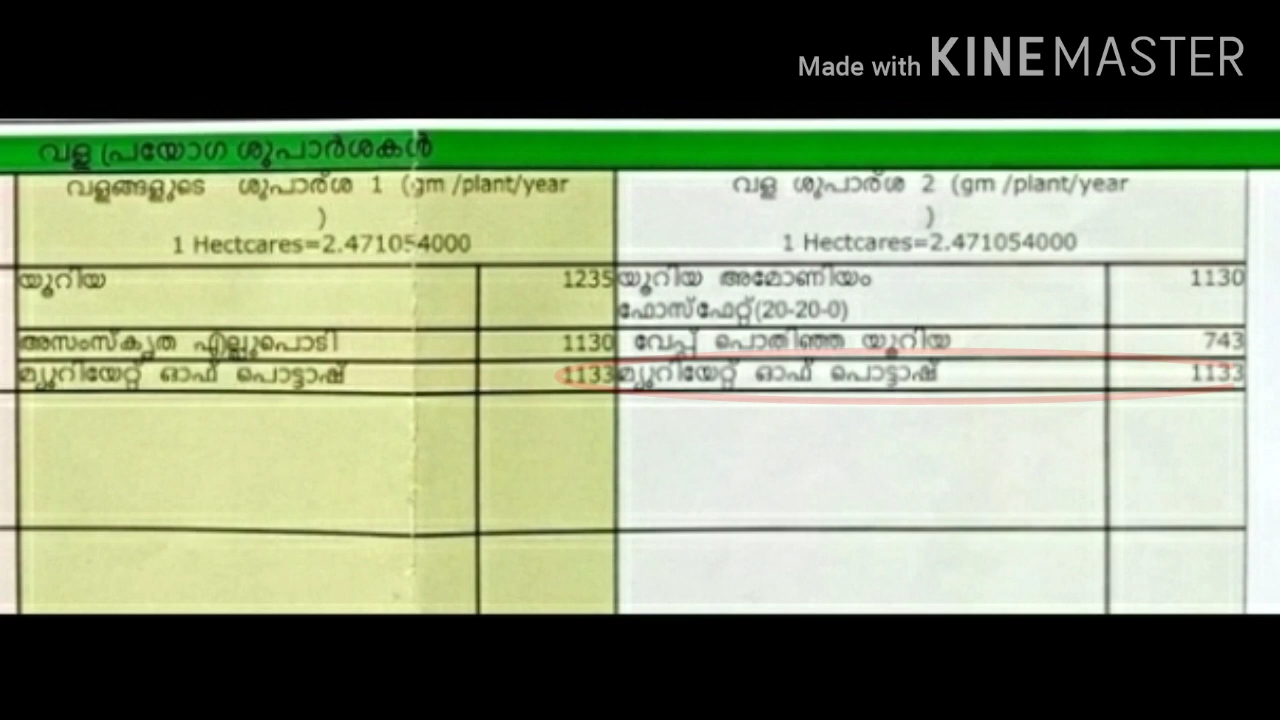 Made with KINEMASTER
വള പ്രയോഗ ശുപാർശകൾ
വളങ്ങളുടെ ശുപാര്‍ശ 1 (gm /plant/year
)
1 Hectcares=2.471054000
വള ശുപാര്‍ശ 2 (gm /plant/year
)
1 Hectcares=2.471054000
യൂറിയ 1235 യൂറിയ അമോണിയം 1130
ഫോസ്ഫേറ്റ്(20-20-0)
അസംസ്കൃത എല്ലുപൊടി 1130 വേപ്പ് പൊതിഞ്ഞ യൂറിയ 743
മ്യൂറിയേറ്റ് ഓഫ് പൊട്ടാഷ് 1133 മ്യൂറിയേറ്റ് ഓഫ് പൊട്ടാഷ് 1133